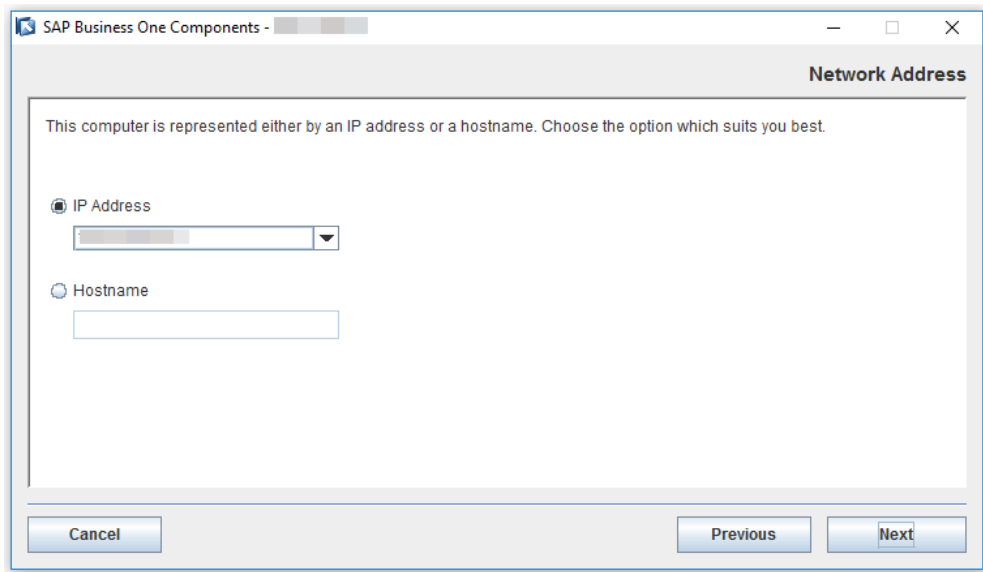 SAP Business One Components -
Network Address
This computer is represented either by an IP address or a hostname. Choose the option which suits you best.
IP Address
Hostname
Cancel
Previous
Next